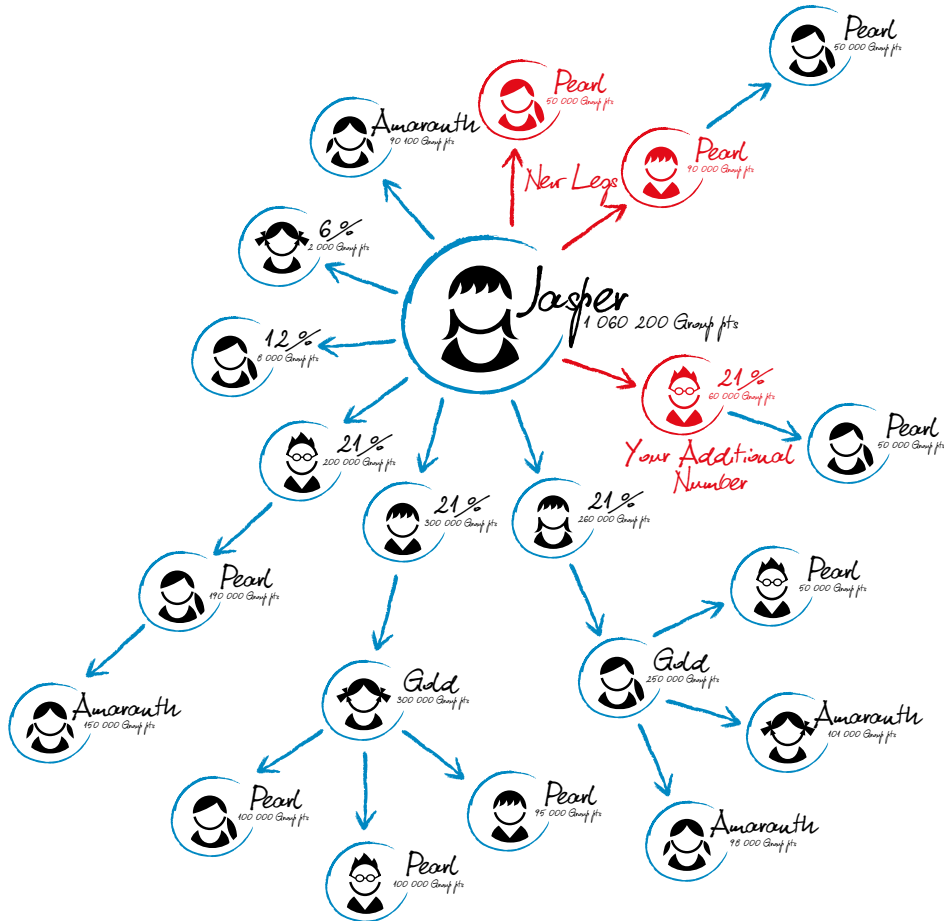 Pearl
50 000 Group pts
Pearl
50 000 Group pts
Amaranth
90 100 Group pts
Pearl
90 000 Group pts
New Legs
6%
2 000 Group pts
Jasper
1 060 200 Group pts
12%
8 000 Group pts
21%
60 000 Group pts
Pearl
50 000 Group pts
Your Additional
Number
21%
200 000 Group pts
21%
300 000 Group pts
21%
260 000 Group pts
Pearl
190 000 Group pts
Pearl
50 000 Group pts
Gold
300 000 Group pts
Gold
250 000 Group pts
Amaranth
150 000 Group pts
Amaranth
101 000 Group pts
Pearl
100 000 Group pts
Pearl
95 000 Group pts
Amaranth
98 000 Group pts
Pearl
100 000 Group pts